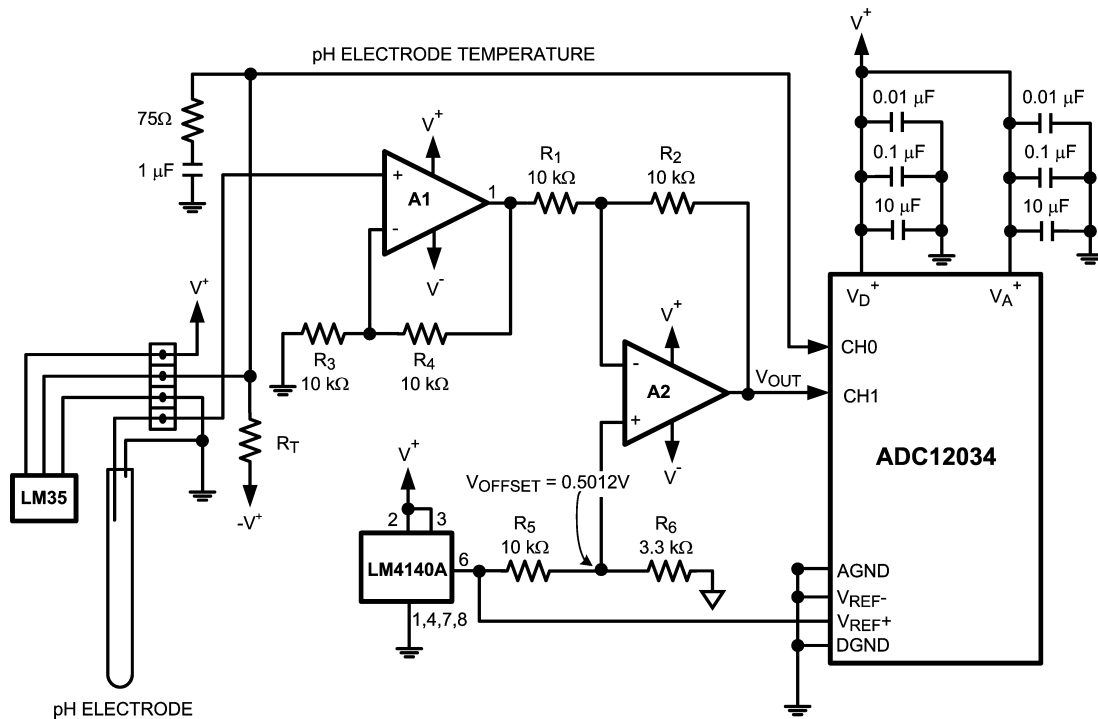 V+
pH ELECTRODE TEMPERATURE
0.01 µF
0.01 µF
75Ω
V+
R1
R2
0.1 µF
0.1 µF
1 µF
+
A1
1
10 kΩ
10 kΩ
10 µF
10 µF
-
V-
VD+
VA+
V+
V+
R3
R4
10 kΩ
10 kΩ
CH0
-
A2
VOUT
CH1
+
RT
V+
V-
ADC12034
LM35
VOFFSET = 0.5012V
-V+
2
3
R5
R6
10 kΩ
3.3 kΩ
LM4140A
6
AGND
VREF-
1,4,7,8
VREF+
DGND
pH ELECTRODE